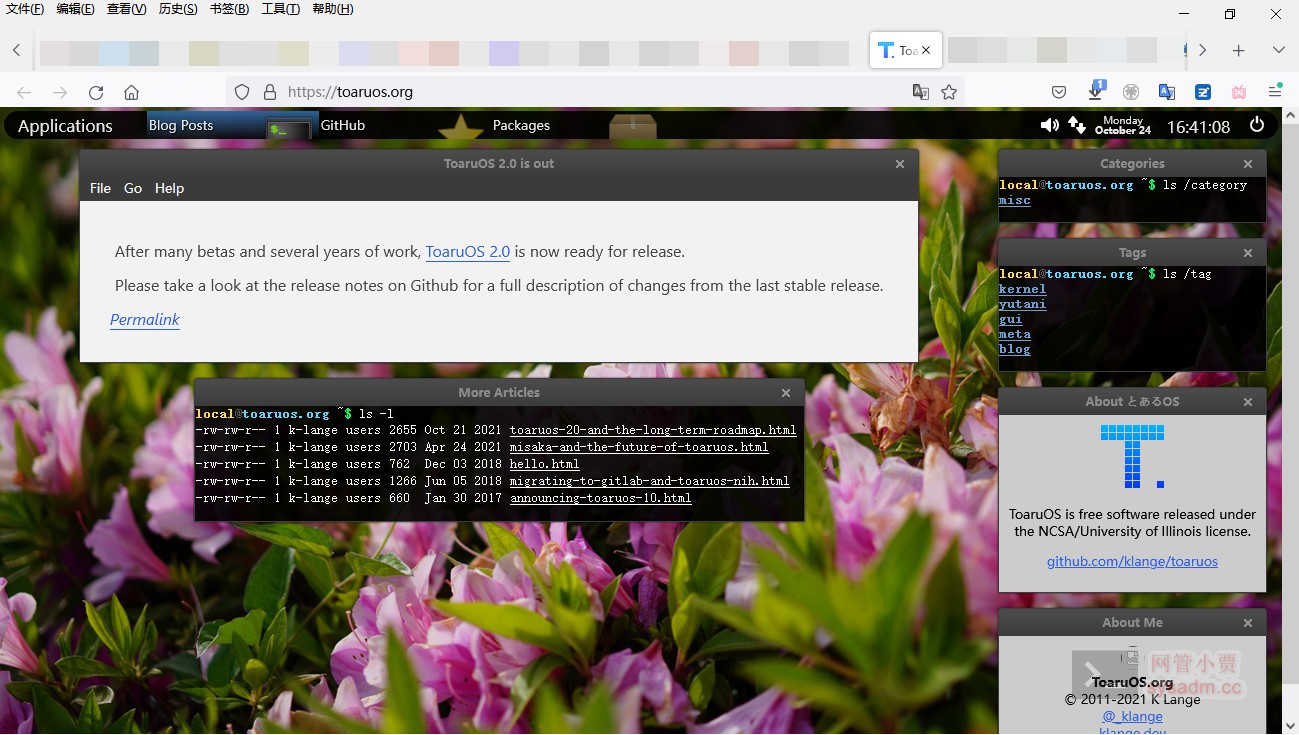 文件(F) 编辑(E) 查看(V) 历史(S) 书签(B) 工具(T) 帮助(H)
Toa
https://toaruos.org
1
Applications Blog Posts GitHub Packages Monday October 24 16:41:08
ToaruOS 2.0 is out
File Go Help
After many betas and several years of work, ToaruOS 2.0 is now ready for release.
Please take a look at the release notes on Github for a full description of changes from the last stable release.
Permalink
More Articles
local@toaruos.org ~$ ls -l
-rw-rw-r-- 1 k-lange users 2655 Oct 21 2021 toaruos-20-and-the-long-term-roadmap.html
-rw-rw-r-- 1 k-lange users 2703 Apr 24 2021 misaka-and-the-future-of-toaruos.html
-rw-rw-r-- 1 k-lange users 762 Dec 03 2018 hello.html
-rw-rw-r-- 1 k-lange users 1266 Jun 05 2018 migrating-to-gitlab-and-toaruos-nih.html
-rw-rw-r-- 1 k-lange users 660 Jan 30 2017 announcing-toaruos-10.html
Categories
local@toaruos.org ~$ ls /category
misc
Tags
local@toaruos.org ~$ ls /tag
kernel
yutani
gui
meta
blog
About とあるOS
T.
ToaruOS is free software released under
the NCSA/University of Illinois license.
github.com/klange/toaruos
About Me
网管小贾
sysadm.cc
ToaruOS.org
© 2011-2021 K Lange
@_klange
klange.dev